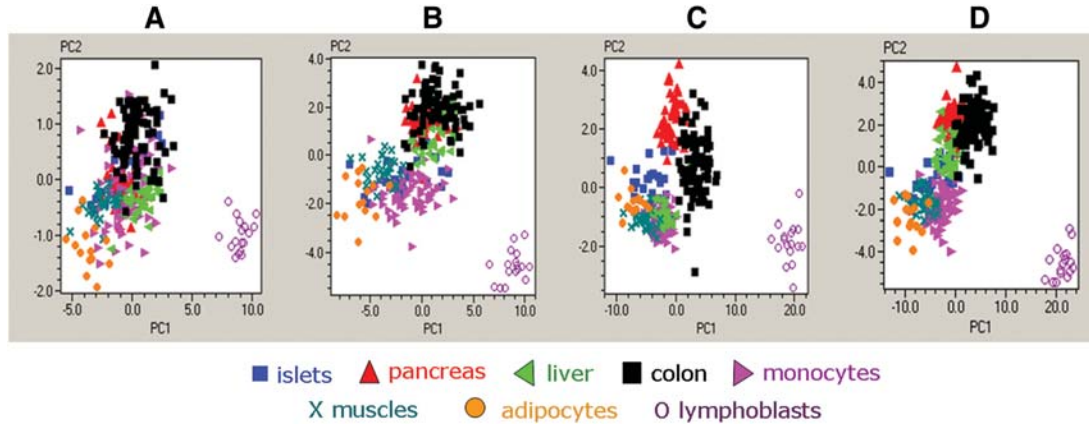 A B C D
PC2 PC2 PC2 PC2
2.0 4.0 4.0 4.0
1.0 2.0 2.0 2.0
0.0 0.0 0.0 0.0
-1.0 -2.0 -2.0 -2.0
-2.0 -4.0 -4.0
-5.0 0.0 5.0 10.0 -5.0 0.0 5.0 10.0 -10.0 0.0 10.0 20.0 -10.0 0.0 10.0 20.0
PC1 PC1 PC1 PC1
islets pancreas liver colon monocytes
X muscles adipocytes O lymphoblasts